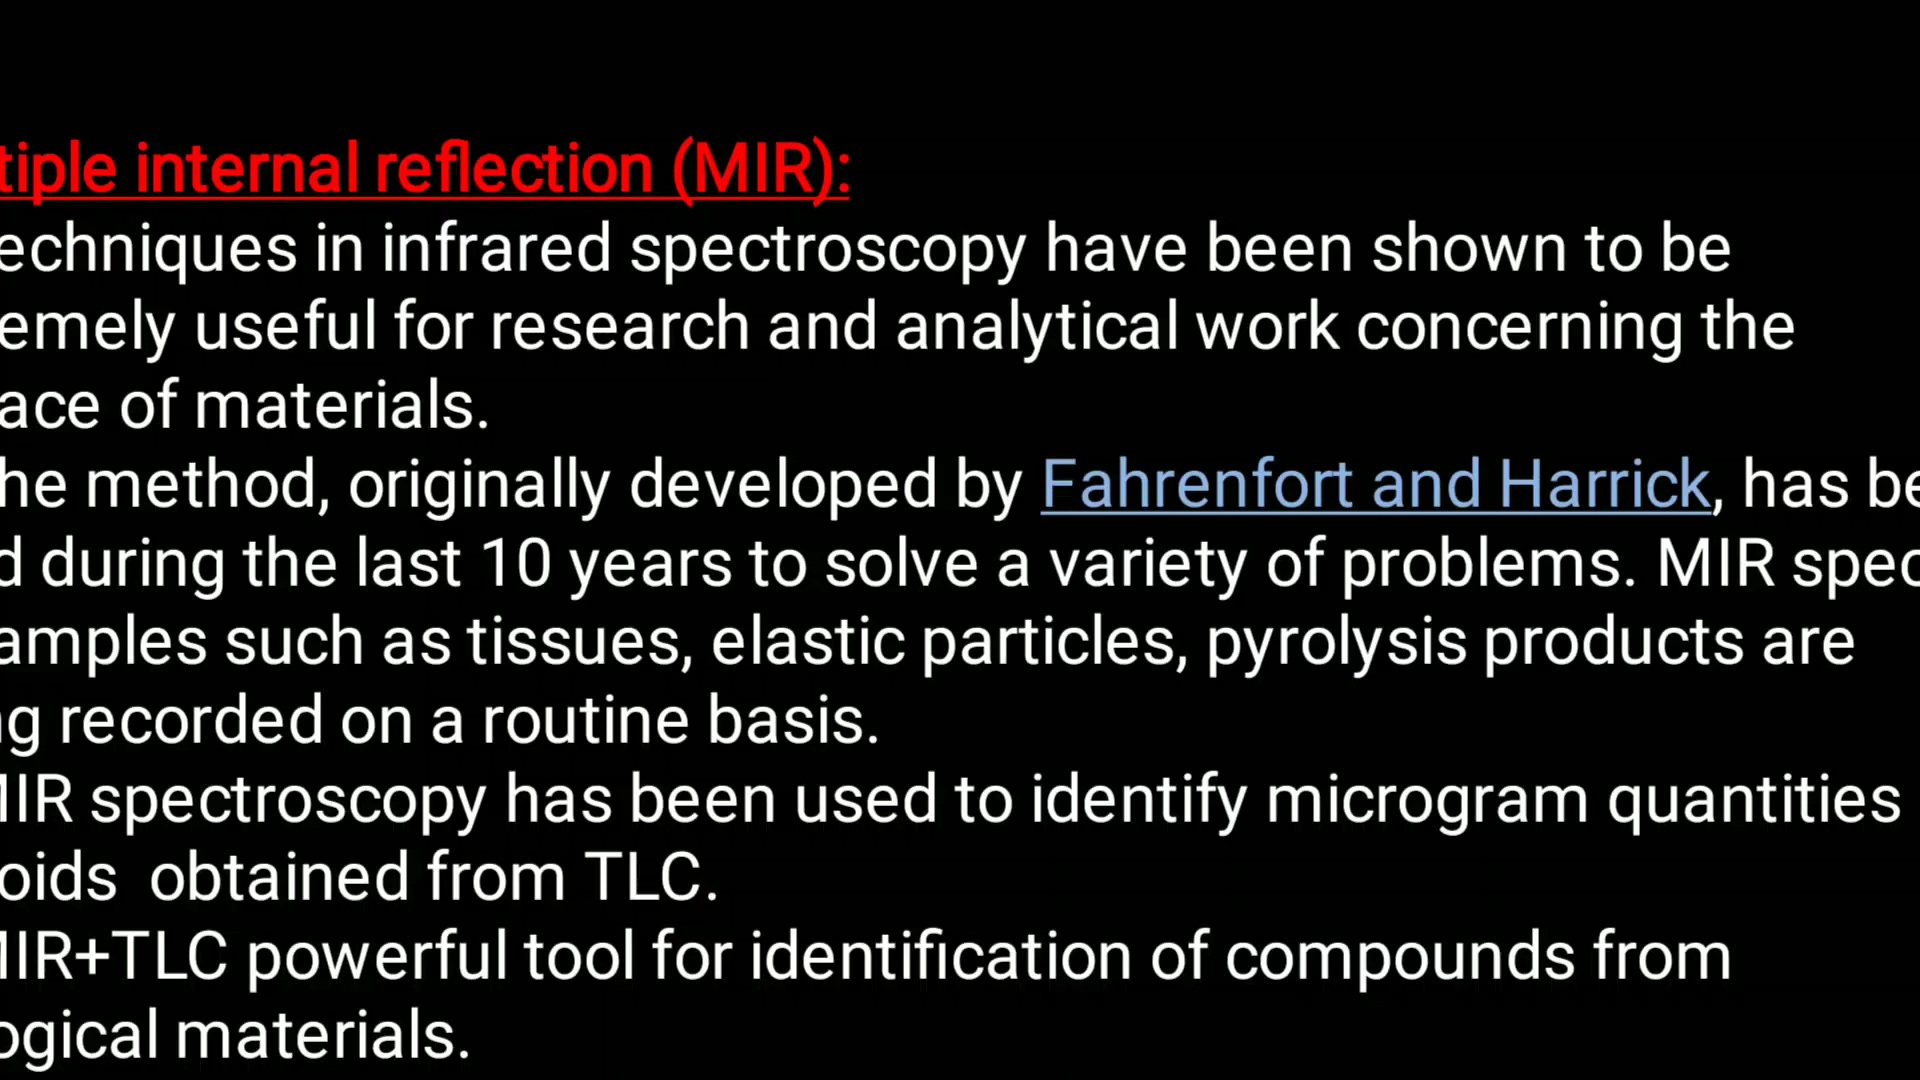 tiple internal reflection (MIR):
echniques in infrared spectroscopy have been shown to be
emely useful for research and analytical work concerning the
ace of materials.
he method, originally developed by Fahrenfort and Harrick, has be
d during the last 10 years to solve a variety of problems. MIR spec
amples such as tissues, elastic particles, pyrolysis products are
ng recorded on a routine basis.
MIR spectroscopy has been used to identify microgram quantities
oids obtained from TLC.
MIR+TLC powerful tool for identification of compounds from
ogical materials.